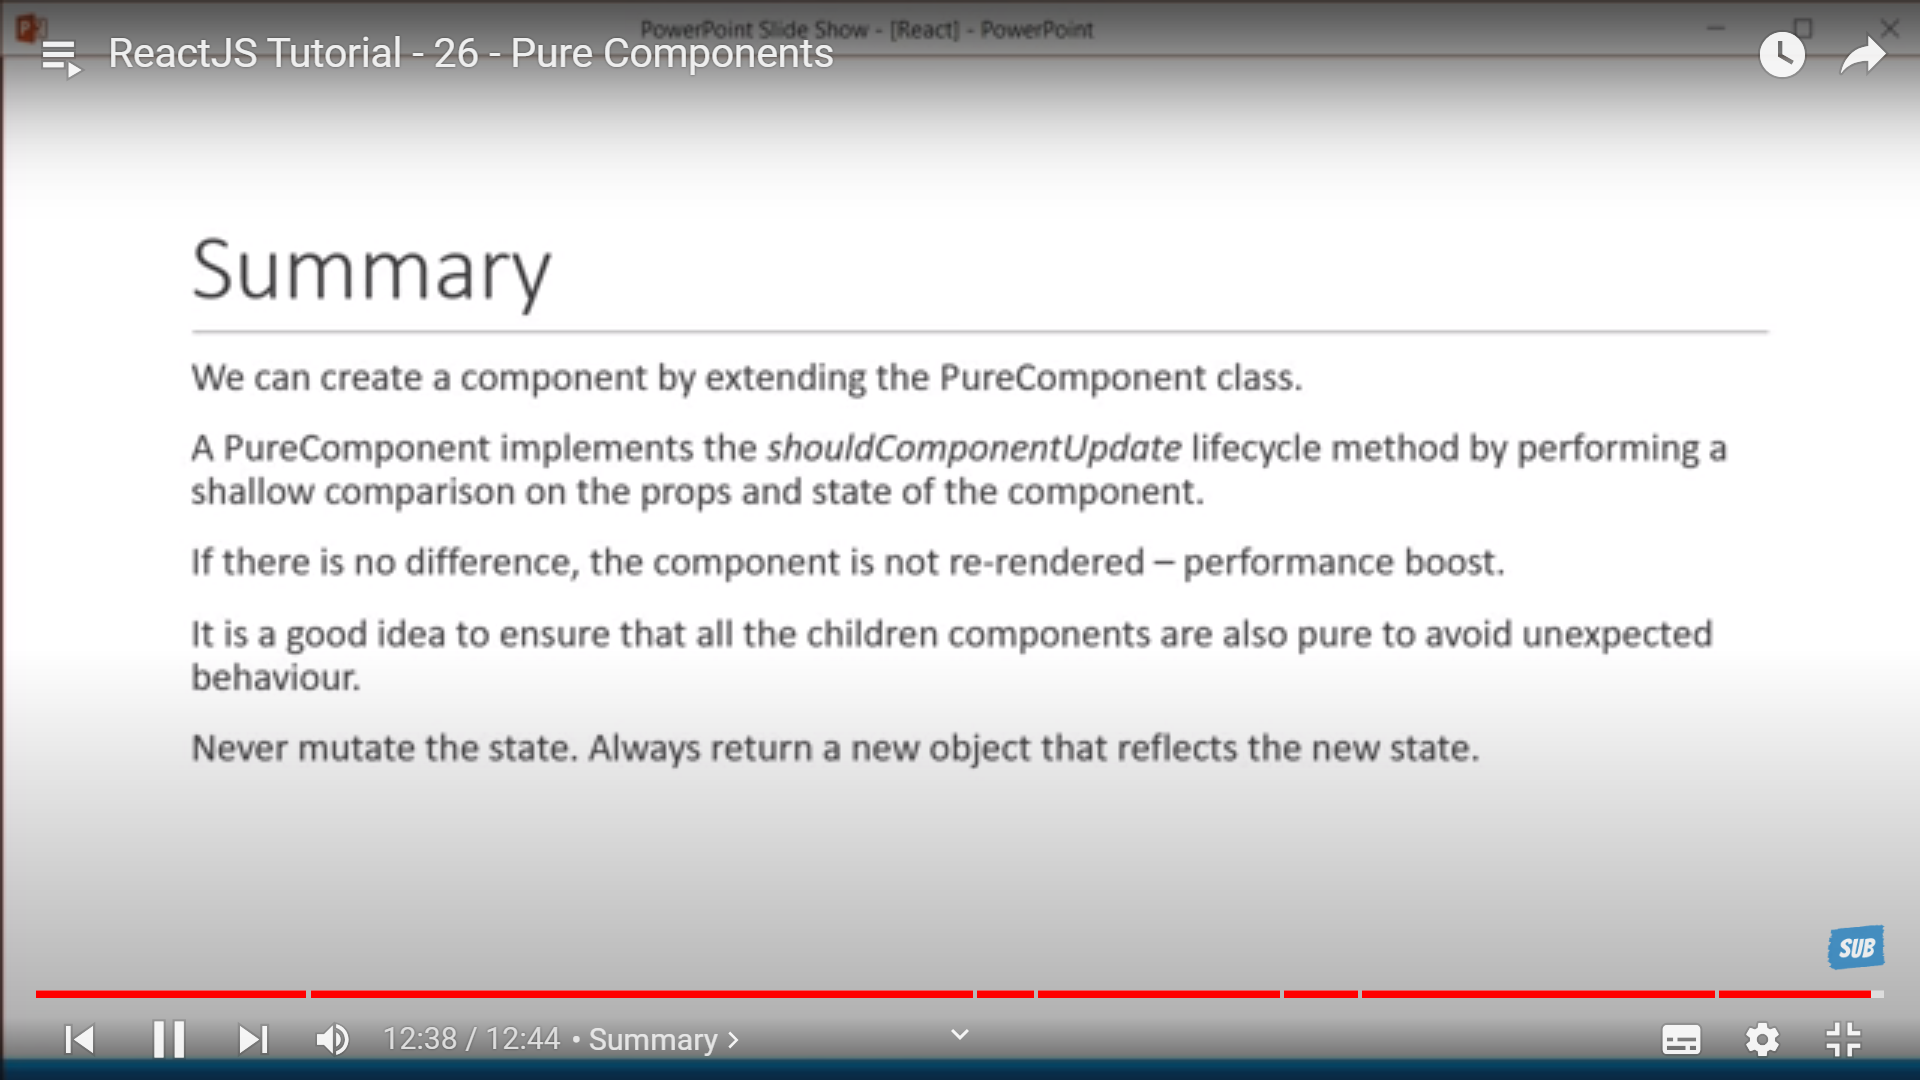 PowerPoint Slide Show - [React] - PowerPoint
ReactJS Tutorial - 26 - Pure Components
Summary
We can create a component by extending the PureComponent class.
A PureComponent implements the shouldComponentUpdate lifecycle method by performing a
shallow comparison on the props and state of the component.
If there is no difference, the component is not re-rendered – performance boost.
It is a good idea to ensure that all the children components are also pure to avoid unexpected
behaviour.
Never mutate the state. Always return a new object that reflects the new state.
SUB
12:38 / 12:44 • Summary